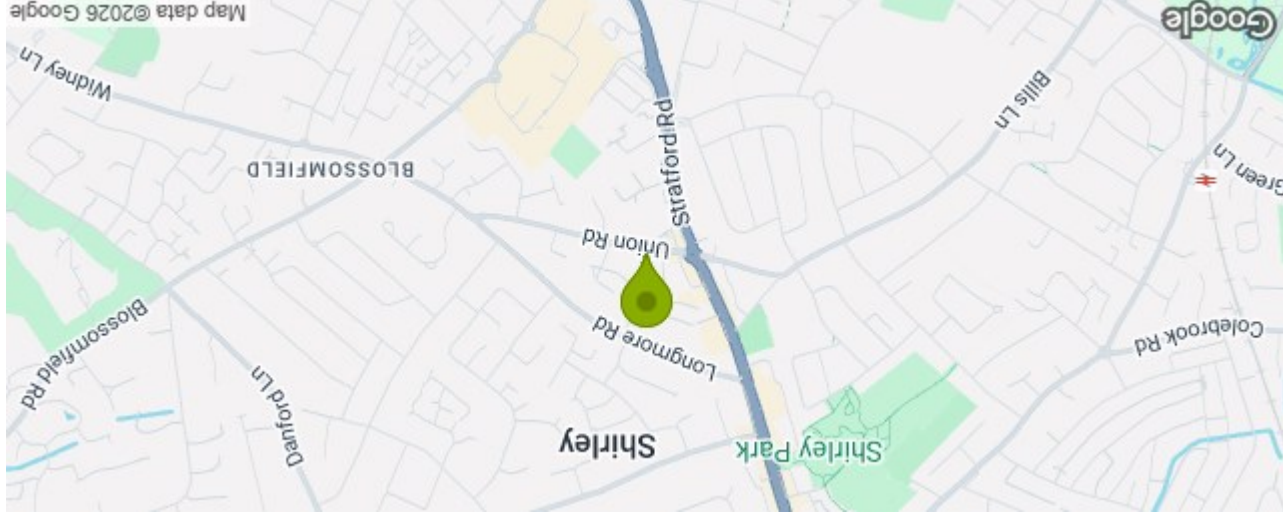 Shirley Park
Shirley
Danford Ln
Blossomfield Rd
Longmore Rd
Colebrook Rd
Union Rd
Green Ln
BLOSSOMFIELD
Stratford Rd
Bills Ln
Widney Ln
Google
Map data ©2026 Google